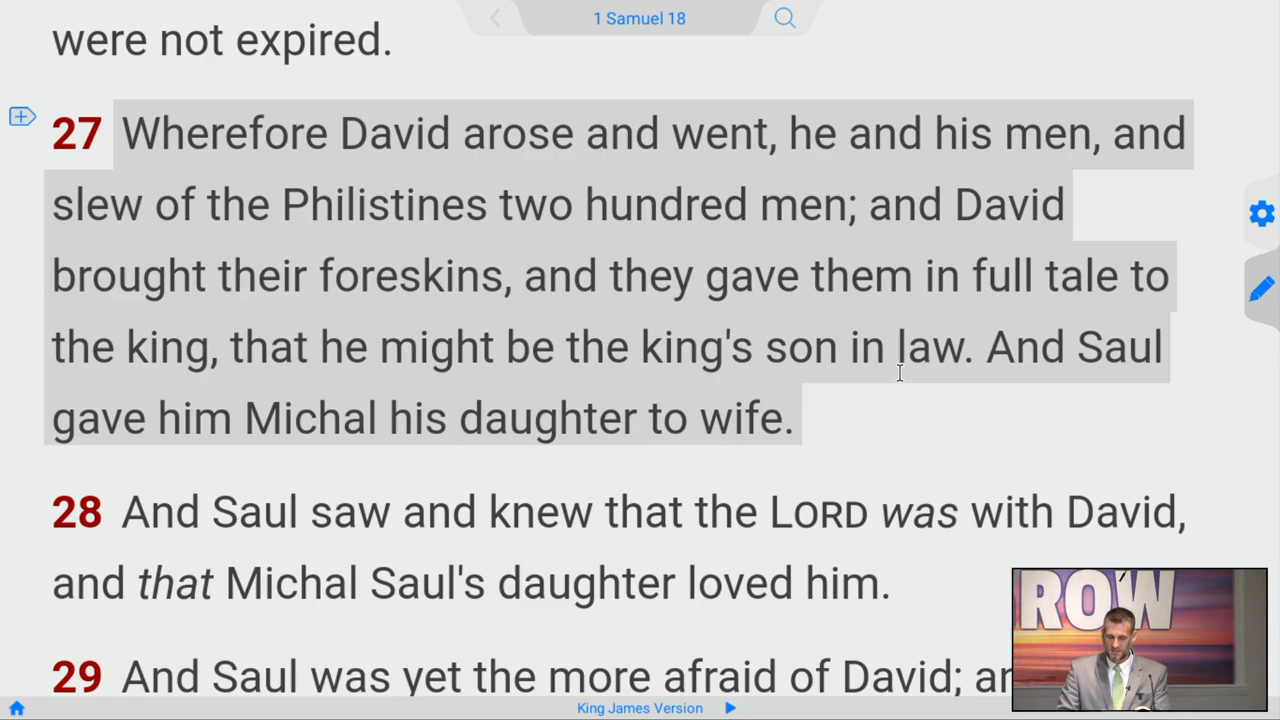 1 Samuel 18
were not expired.
27 Wherefore David arose and went, he and his men, and
slew of the Philistines two hundred men; and David
brought their foreskins, and they gave them in full tale to
the king, that he might be the king's son in law. And Saul
gave him Michal his daughter to wife.
28 And Saul saw and knew that the LORD was with David,
and that Michal Saul's daughter loved him.
29 And Saul was yet the more afraid of David;
ROW
King James Version